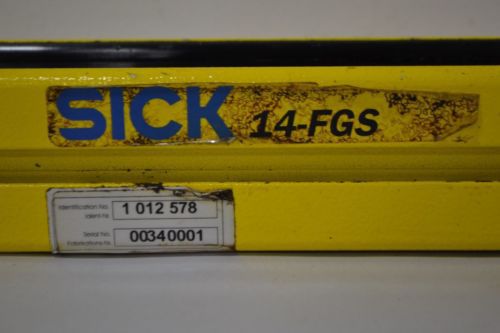 SICK 14-FGS
Identification No. 1 012 578
Ident-Nr.
Serial No. 00340001
Fabrikations-Nr.